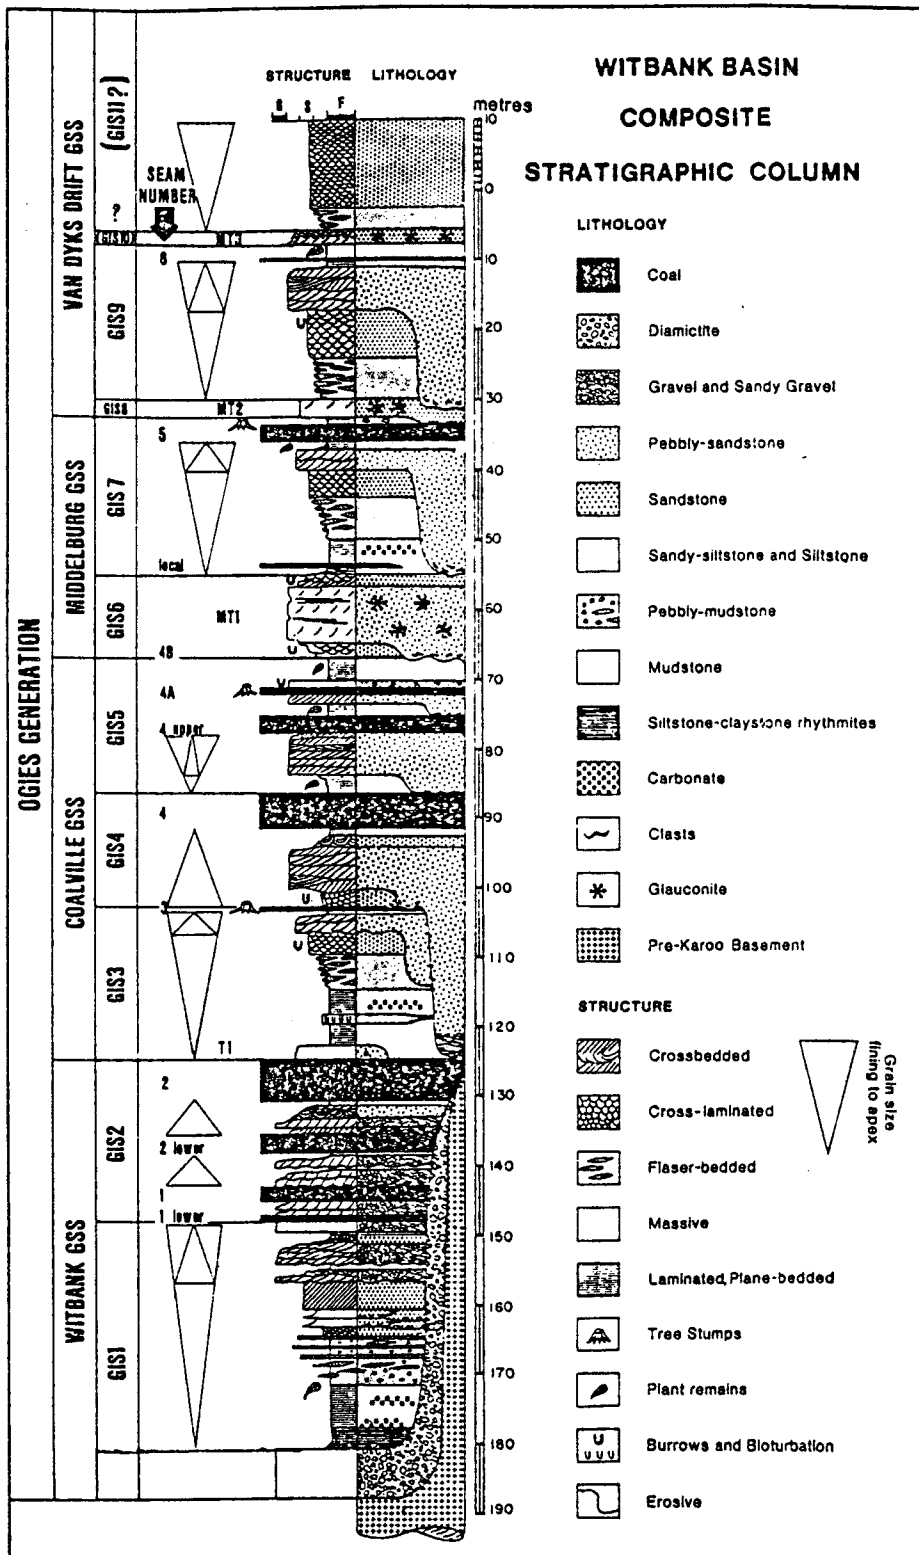 WITBANK BASIN
COMPOSITE
STRATIGRAPHIC COLUMN
STRUCTURE LITHOLOGY
S F
metres
OGIES GENERATION
VAN DYKS DRIFT GSS
MIDDELBURG GSS
COALVILLE GSS
WITBANK GSS
(GIS11?)
?
(GIS10)
GIS9
GIS8
GIS7
GIS6
GIS5
GIS4
GIS3
GIS2
GIS1
SEAM
NUMBER
MT3
6
MT2
5
local
MT1
4B
4A
4 upper
4
3
T1
2
2 lower
1
1 lower
10
0
10
20
30
40
50
60
70
80
90
100
110
120
130
140
150
160
170
180
190
LITHOLOGY
Coal
Diamictite
Gravel and Sandy Gravel
Pebbly-sandstone
Sandstone
Sandy-siltstone and Siltstone
Pebbly-mudstone
Mudstone
Siltstone-claystone rhythmites
Carbonate
Clasts
Glauconite
Pre-Karoo Basement
STRUCTURE
Crossbedded
Cross-laminated
Flaser-bedded
Massive
Laminated, Plane-bedded
Tree Stumps
Plant remains
Burrows and Bioturbation
Erosive
Grain size
fining to apex